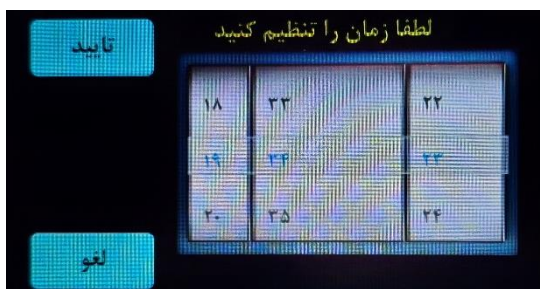 لطفا زمان را تنظیم کنید
تایید
۱۸ ۳۳ ۲۲
۱۹ ۳۴ ۲۳
۲۰ ۳۵ ۲۴
لغو